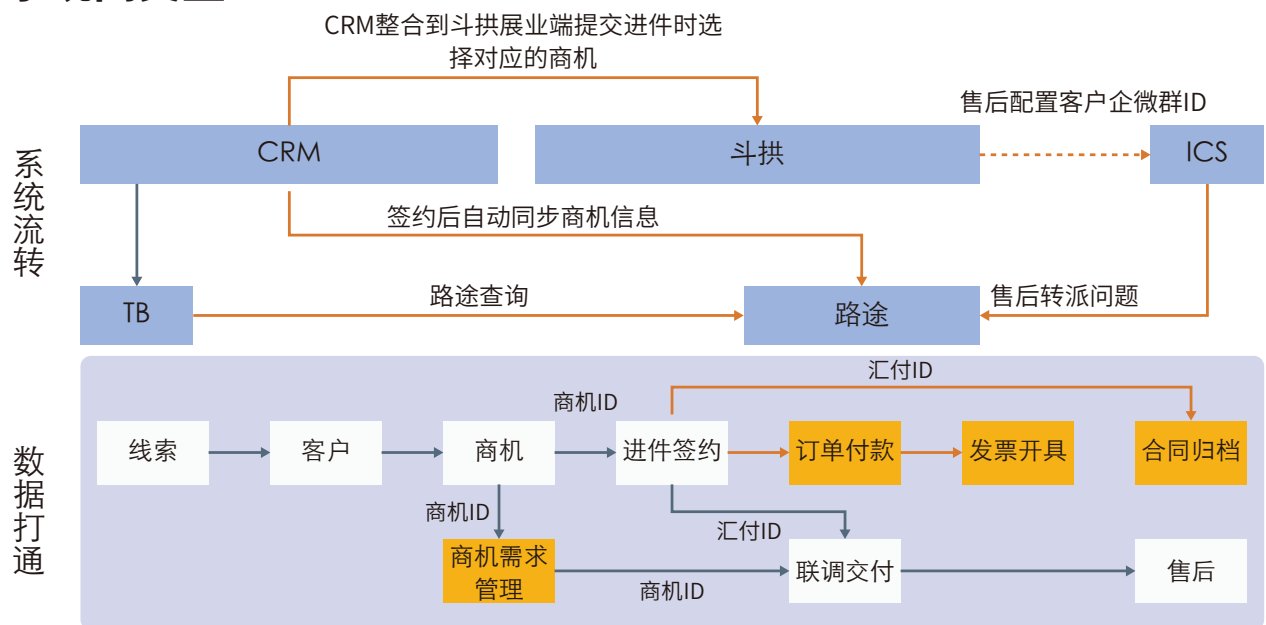 CRM整合到斗拱展业端提交进件时选
择对应的商机
售后配置客户企微群ID
系统流转
CRM
斗拱
ICS
签约后自动同步商机信息
TB
路途查询
路途
售后转派问题
数据打通
汇付ID
商机ID
线索
客户
商机
进件签约
订单付款
发票开具
合同归档
商机ID
汇付ID
商机需求
管理
商机ID
联调交付
售后